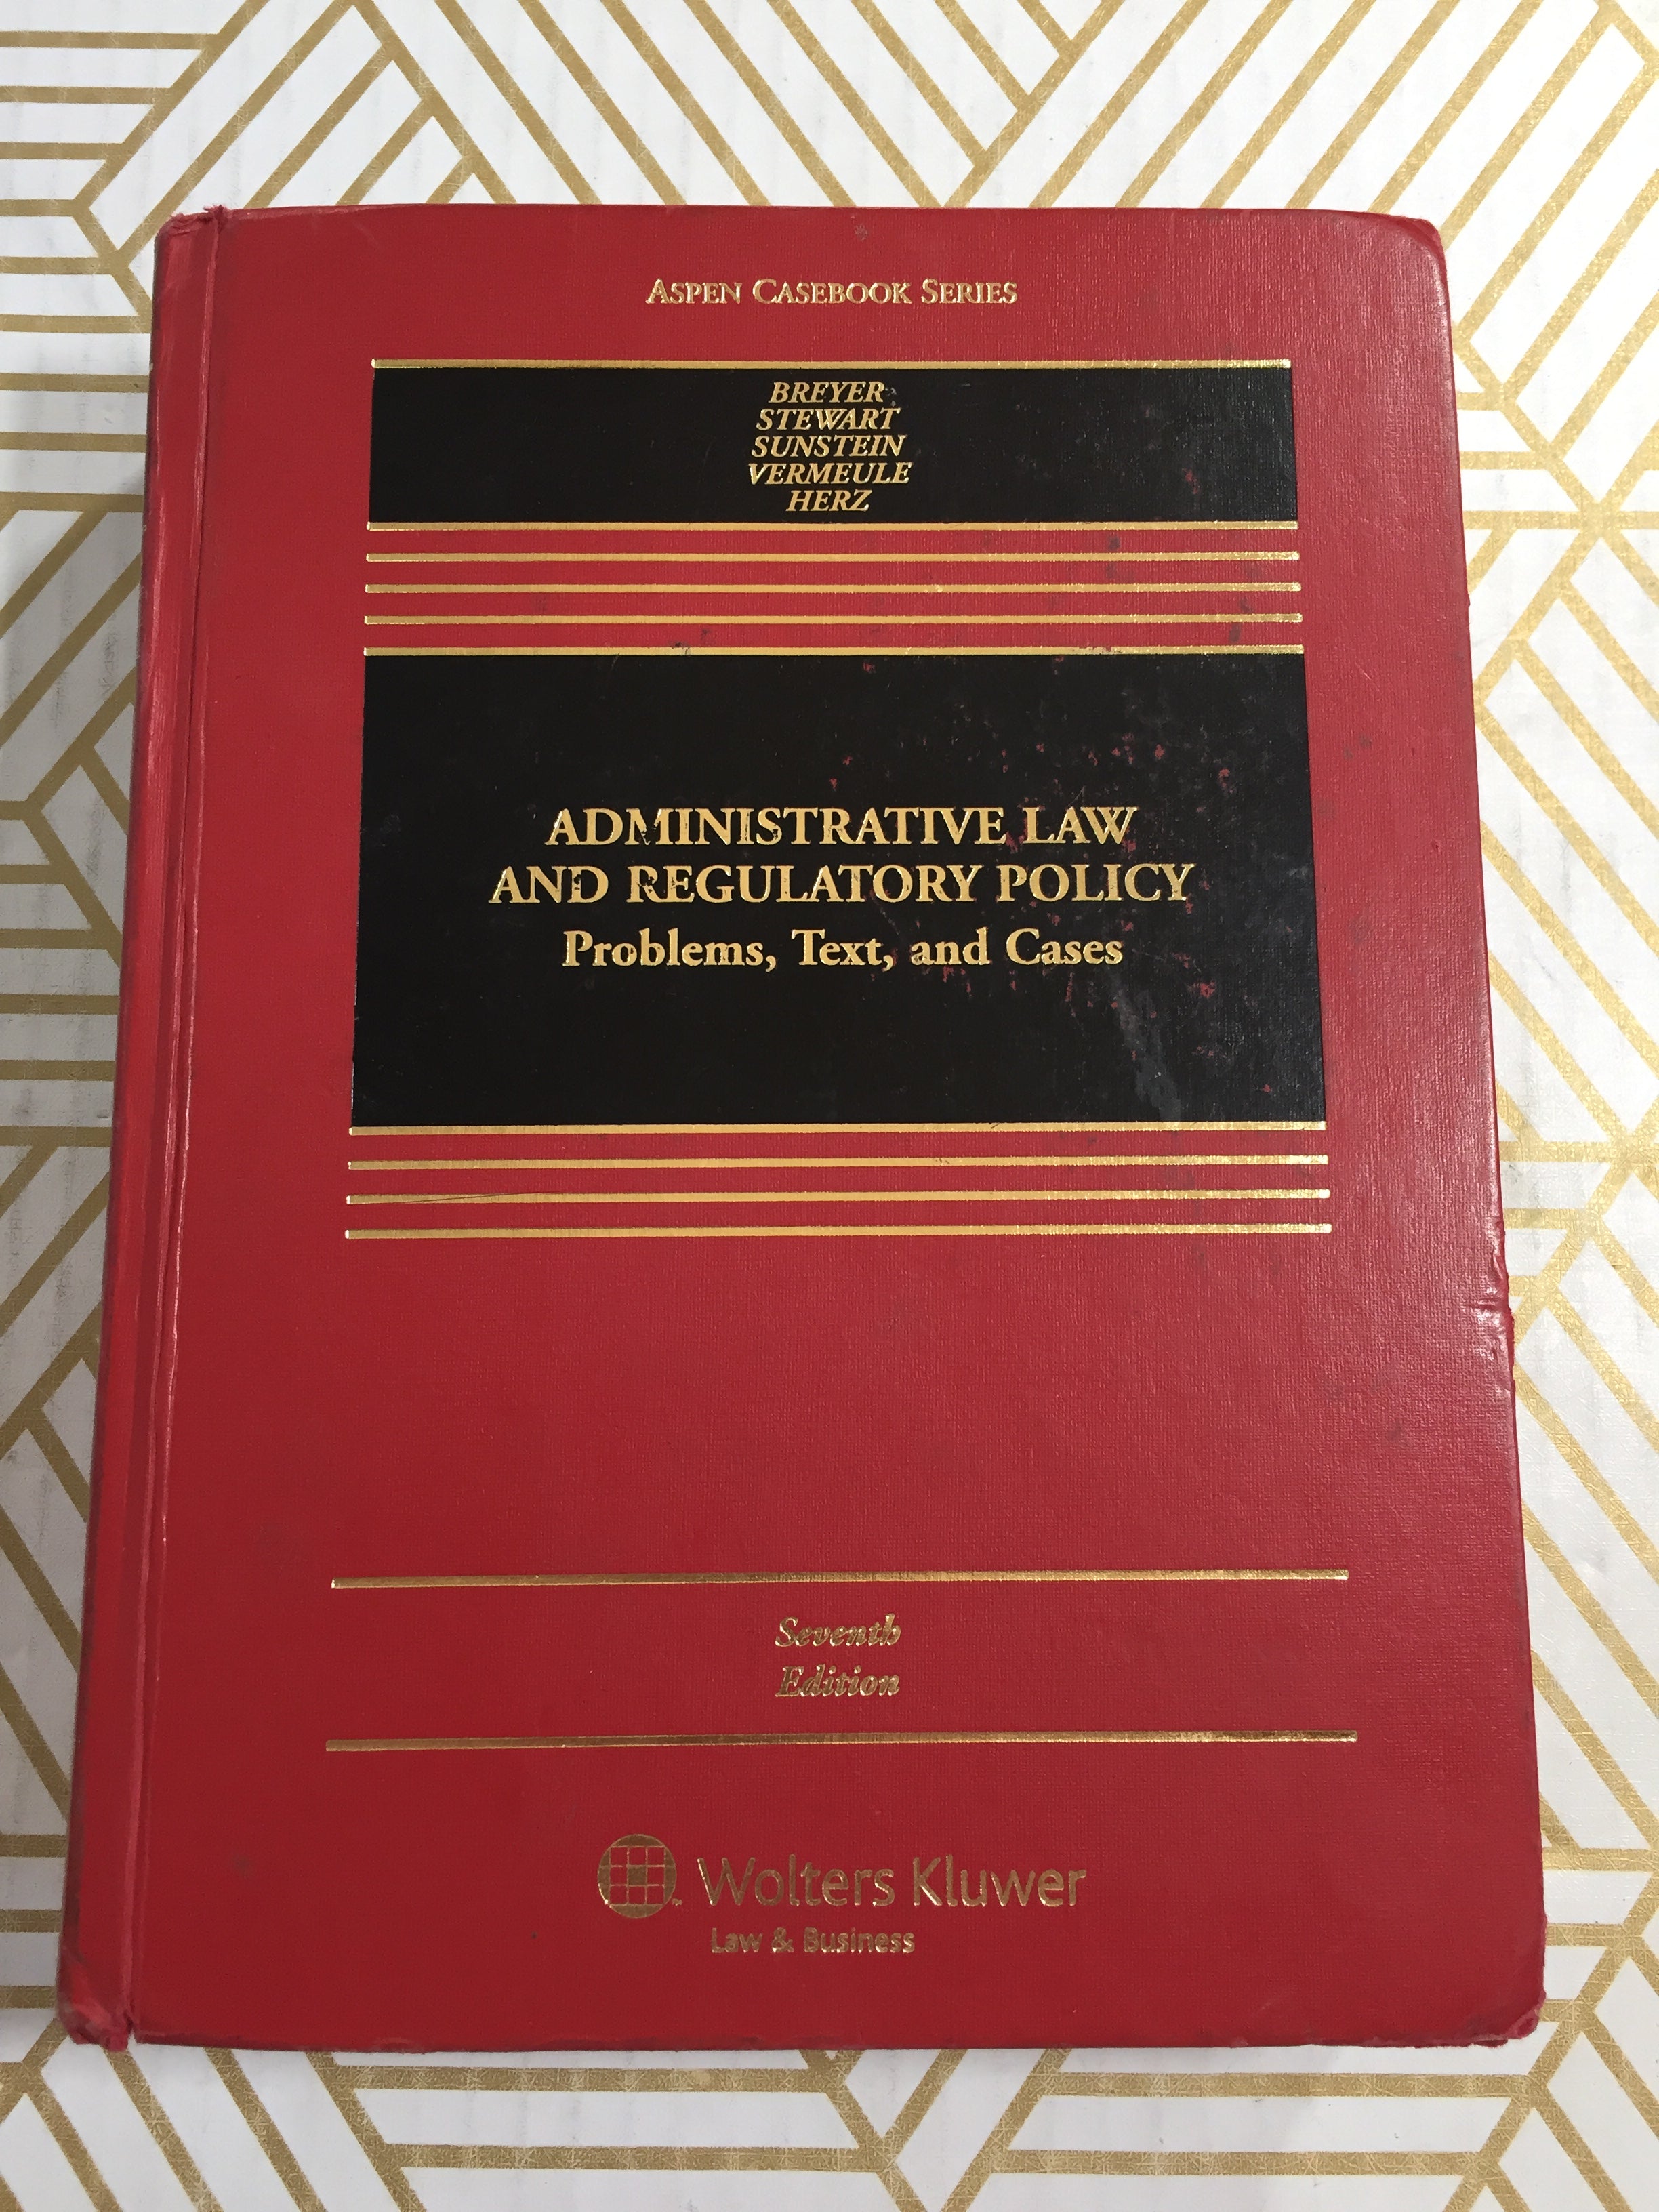 ASPEN CASEBOOK SERIES
BREYER
STEWART
SUNSTEIN
VERMEULE
HERZ
ADMINISTRATIVE LAW
AND REGULATORY POLICY
Problems, Text, and Cases
Seventh
Edition
Wolters Kluwer
Law & Business